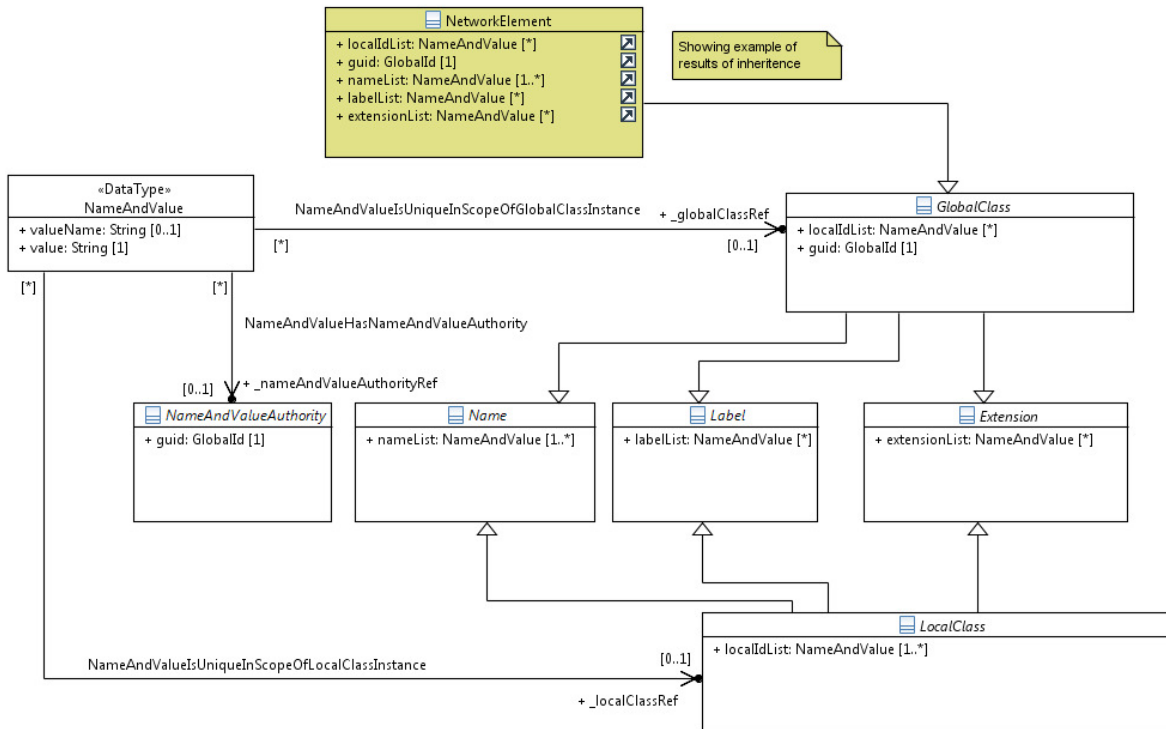 NetworkElement
+ localIdList: NameAndValue [*]
+ guid: GlobalId [1]
+ nameList: NameAndValue [1..*]
+ labelList: NameAndValue [*]
+ extensionList: NameAndValue [*]
Showing example of
results of inheritence
«DataType»
NameAndValue
+ valueName: String [0..1]
+ value: String [1]
NameAndValueIsUniqueInScopeOfGlobalClassInstance
+ _globalClassRef
[*]
[0..1]
GlobalClass
+ localIdList: NameAndValue [*]
+ guid: GlobalId [1]
[*]
[*]
NameAndValueHasNameAndValueAuthority
[0..1]
+ _nameAndValueAuthorityRef
NameAndValueAuthority
+ guid: GlobalId [1]
Name
+ nameList: NameAndValue [1..*]
Label
+ labelList: NameAndValue [*]
Extension
+ extensionList: NameAndValue [*]
LocalClass
+ localIdList: NameAndValue [1..*]
NameAndValueIsUniqueInScopeOfLocalClassInstance
[0..1]
+ _localClassRef